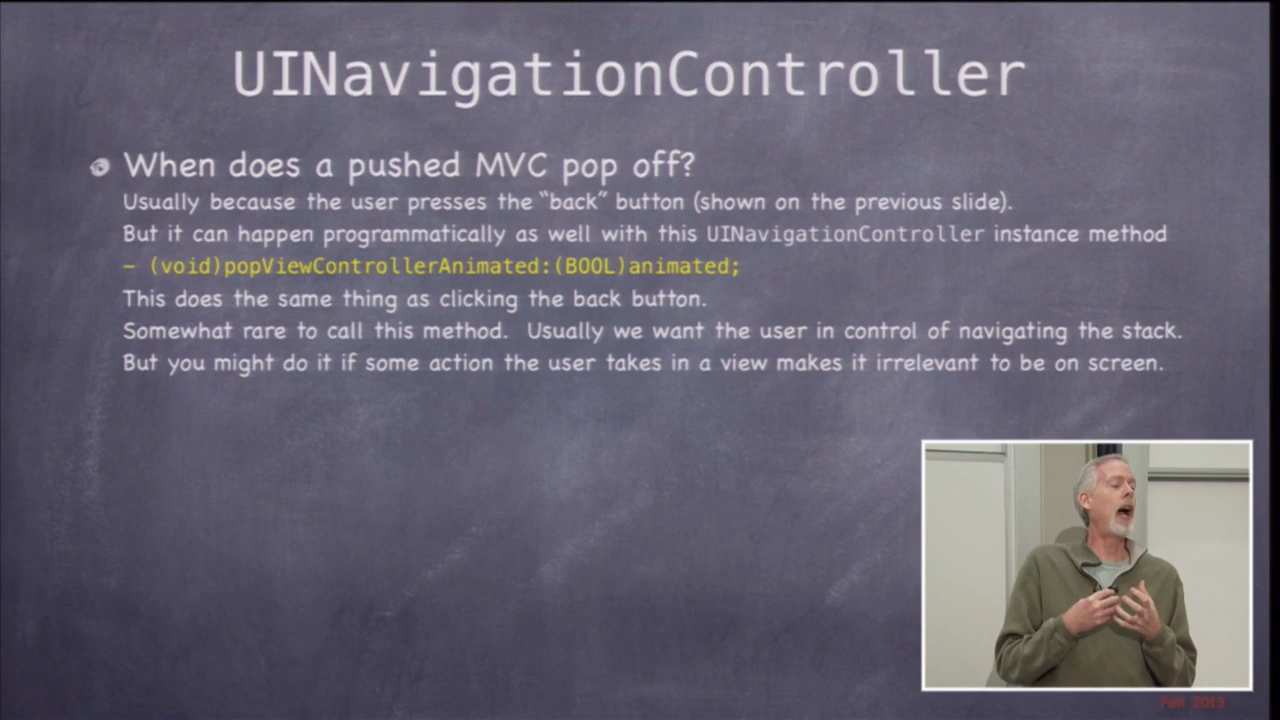 UINavigationController
When does a pushed MVC pop off?
Usually because the user presses the “back” button (shown on the previous slide).
But it can happen programmatically as well with this UINavigationController instance method
– (void)popViewControllerAnimated:(BOOL)animated;
This does the same thing as clicking the back button.
Somewhat rare to call this method. Usually we want the user in control of navigating the stack.
But you might do it if some action the user takes in a view makes it irrelevant to be on screen.
Fall 2013